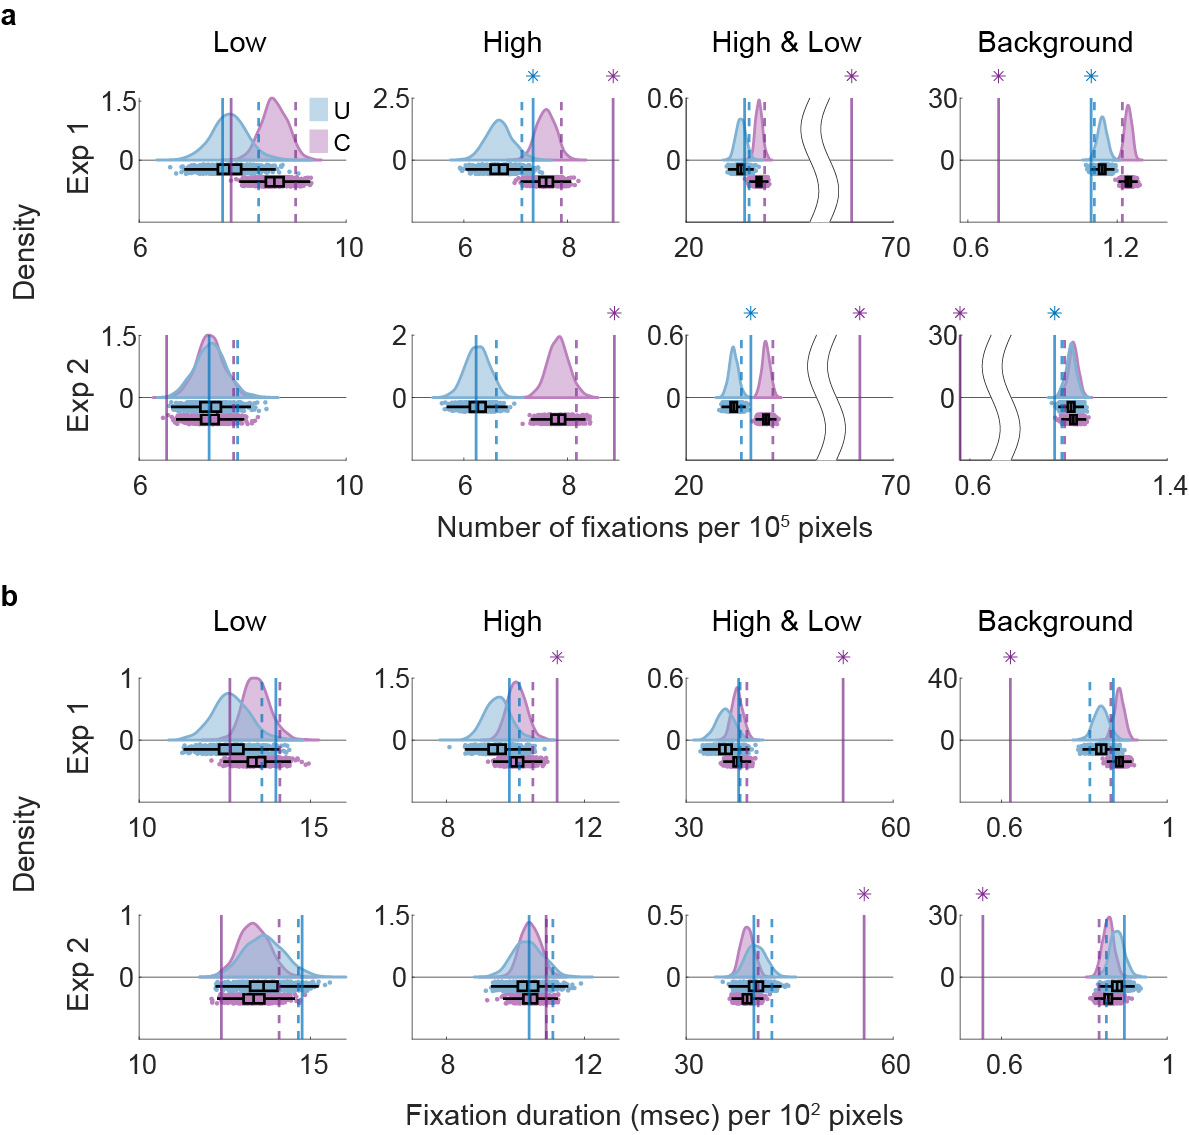 a
Low High High & Low Background
Exp 1
1.5 0 6 10
U
C
2.5 0 6 8
0.6 0 20 70
30 0 0.6 1.2
Density
Exp 2
1.5 0 6 10
2 0 6 8
0.6 0 20 70
30 0 0.6 1.4
Number of fixations per 10⁵ pixels
b
Low High High & Low Background
Exp 1
1 0 10 15
1.5 0 8 12
0.6 0 30 60
40 0 0.6 1
Density
Exp 2
1 0 10 15
1.5 0 8 12
0.5 0 30 60
30 0 0.6 1
Fixation duration (msec) per 10² pixels